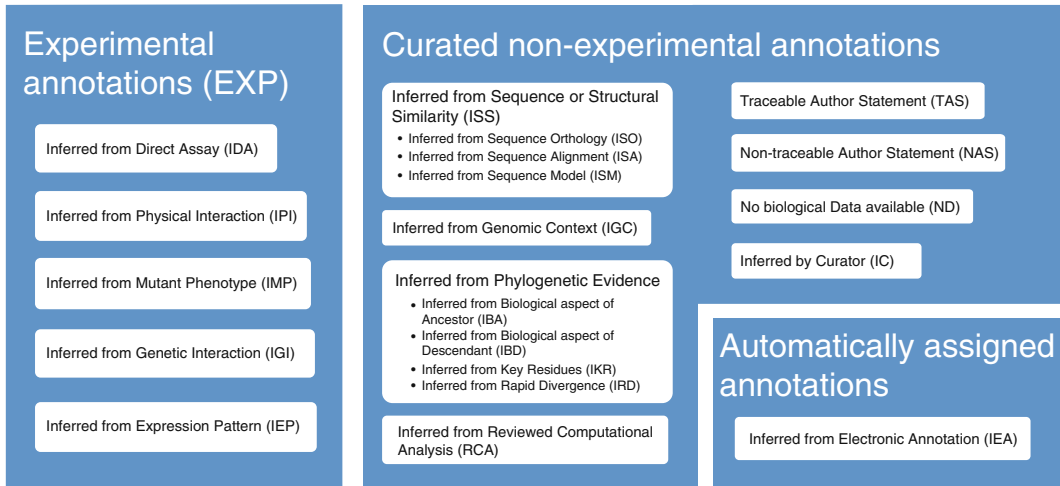 Experimental
annotations (EXP)
Inferred from Direct Assay (IDA)
Inferred from Physical Interaction (IPI)
Inferred from Mutant Phenotype (IMP)
Inferred from Genetic Interaction (IGI)
Inferred from Expression Pattern (IEP)
Curated non-experimental annotations
Inferred from Sequence or Structural
Similarity (ISS)
• Inferred from Sequence Orthology (ISO)
• Inferred from Sequence Alignment (ISA)
• Inferred from Sequence Model (ISM)
Inferred from Genomic Context (IGC)
Inferred from Phylogenetic Evidence
• Inferred from Biological aspect of
Ancestor (IBA)
• Inferred from Biological aspect of
Descendant (IBD)
• Inferred from Key Residues (IKR)
• Inferred from Rapid Divergence (IRD)
Inferred from Reviewed Computational
Analysis (RCA)
Traceable Author Statement (TAS)
Non-traceable Author Statement (NAS)
No biological Data available (ND)
Inferred by Curator (IC)
Automatically assigned
annotations
Inferred from Electronic Annotation (IEA)